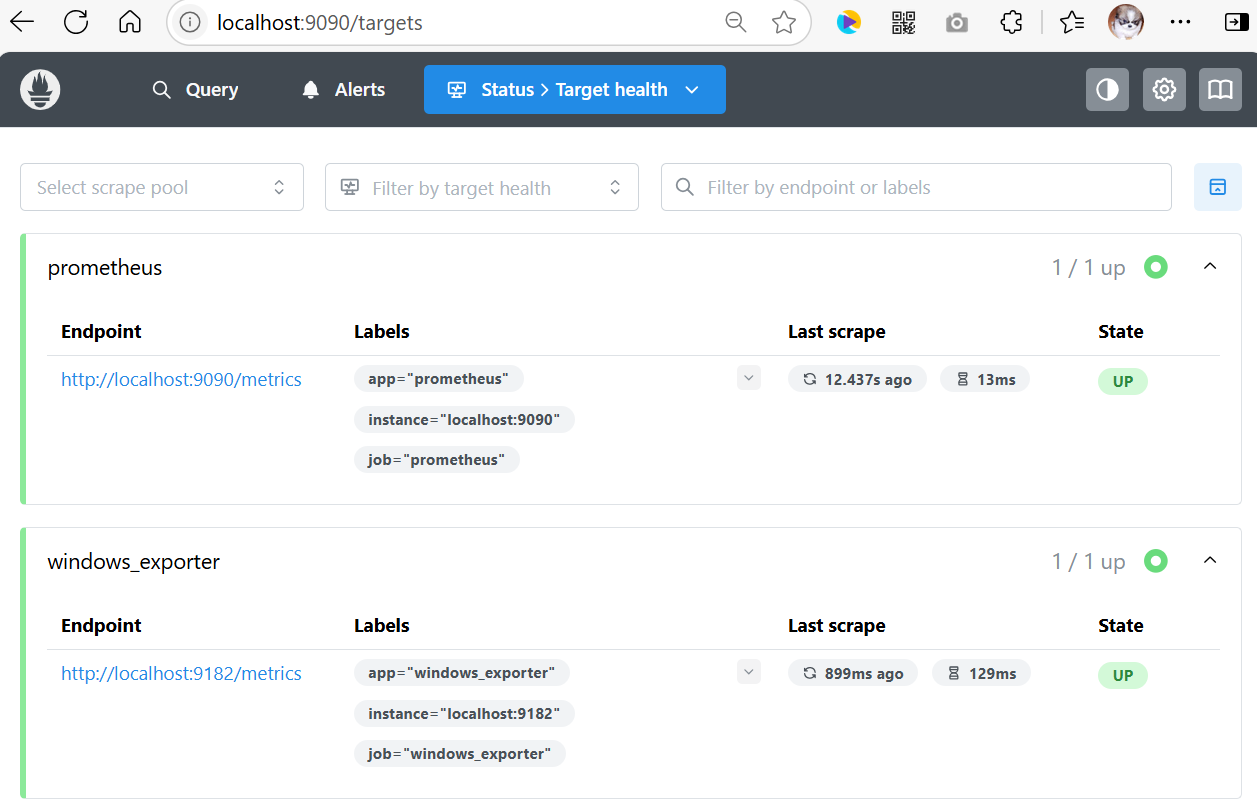 localhost:9090/targets
Query Alerts Status > Target health
Select scrape pool Filter by target health Filter by endpoint or labels
prometheus 1 / 1 up
Endpoint Labels Last scrape State
http://localhost:9090/metrics app="prometheus" 12.437s ago 13ms UP
instance="localhost:9090"
job="prometheus"
windows_exporter 1 / 1 up
Endpoint Labels Last scrape State
http://localhost:9182/metrics app="windows_exporter" 899ms ago 129ms UP
instance="localhost:9182"
job="windows_exporter"